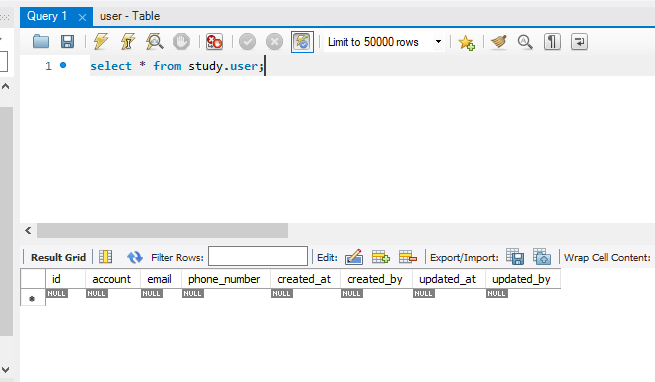 Query 1 user - Table
Limit to 50000 rows
1 select * from study.user;
Result Grid Filter Rows: Edit: Export/Import: Wrap Cell Content:
id account email phone_number created_at created_by updated_at updated_by
NULL NULL NULL NULL NULL NULL NULL NULL